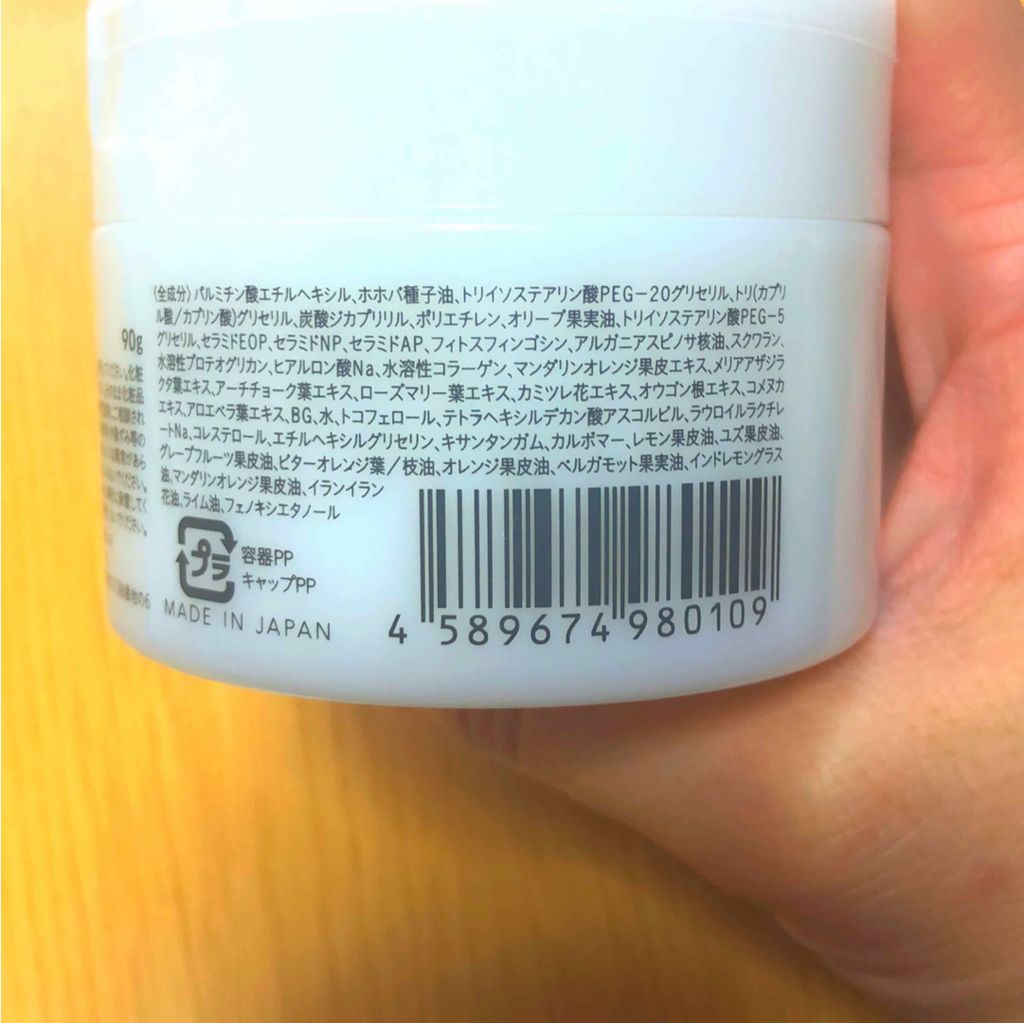 〈全成分〉パルミチン酸エチルヘキシル、ホホバ種子油、トリイソステアリン酸PEG-20グリセリル、トリ(カプリ
ル酸/カプリン酸)グリセリル、炭酸ジカプリリル、ポリエチレン、オリーブ果実油、トリイソステアリン酸PEG-5
グリセリル、セラミドEOP、セラミドNP、セラミドAP、フィトスフィンゴシン、アルガニアスピノサ核油、スクワラン、
水溶性プロテオグリカン、ヒアルロン酸Na、水溶性コラーゲン、マンダリンオレンジ果皮エキス、メリアアザジラ
クタ葉エキス、アーチチョーク葉エキス、ローズマリー葉エキス、カミツレ花エキス、オウゴン根エキス、コメヌカ
エキス、アロエベラ葉エキス、BG、水、トコフェロール、テトラヘキシルデカン酸アスコルビル、ラウロイルラクチレ
ートNa、コレステロール、エチルヘキシルグリセリン、キサンタンガム、カルボマー、レモン果皮油、ユズ果皮油、
グレープフルーツ果皮油、ビターオレンジ葉/枝油、オレンジ果皮油、ベルガモット果実油、インドレモングラス
油、マンダリンオレンジ果皮油、イランイラン
花油、ライム油、フェノキシエタノール
90g
プラ
容器PP
キャップPP
MADE IN JAPAN
4 589674 980109